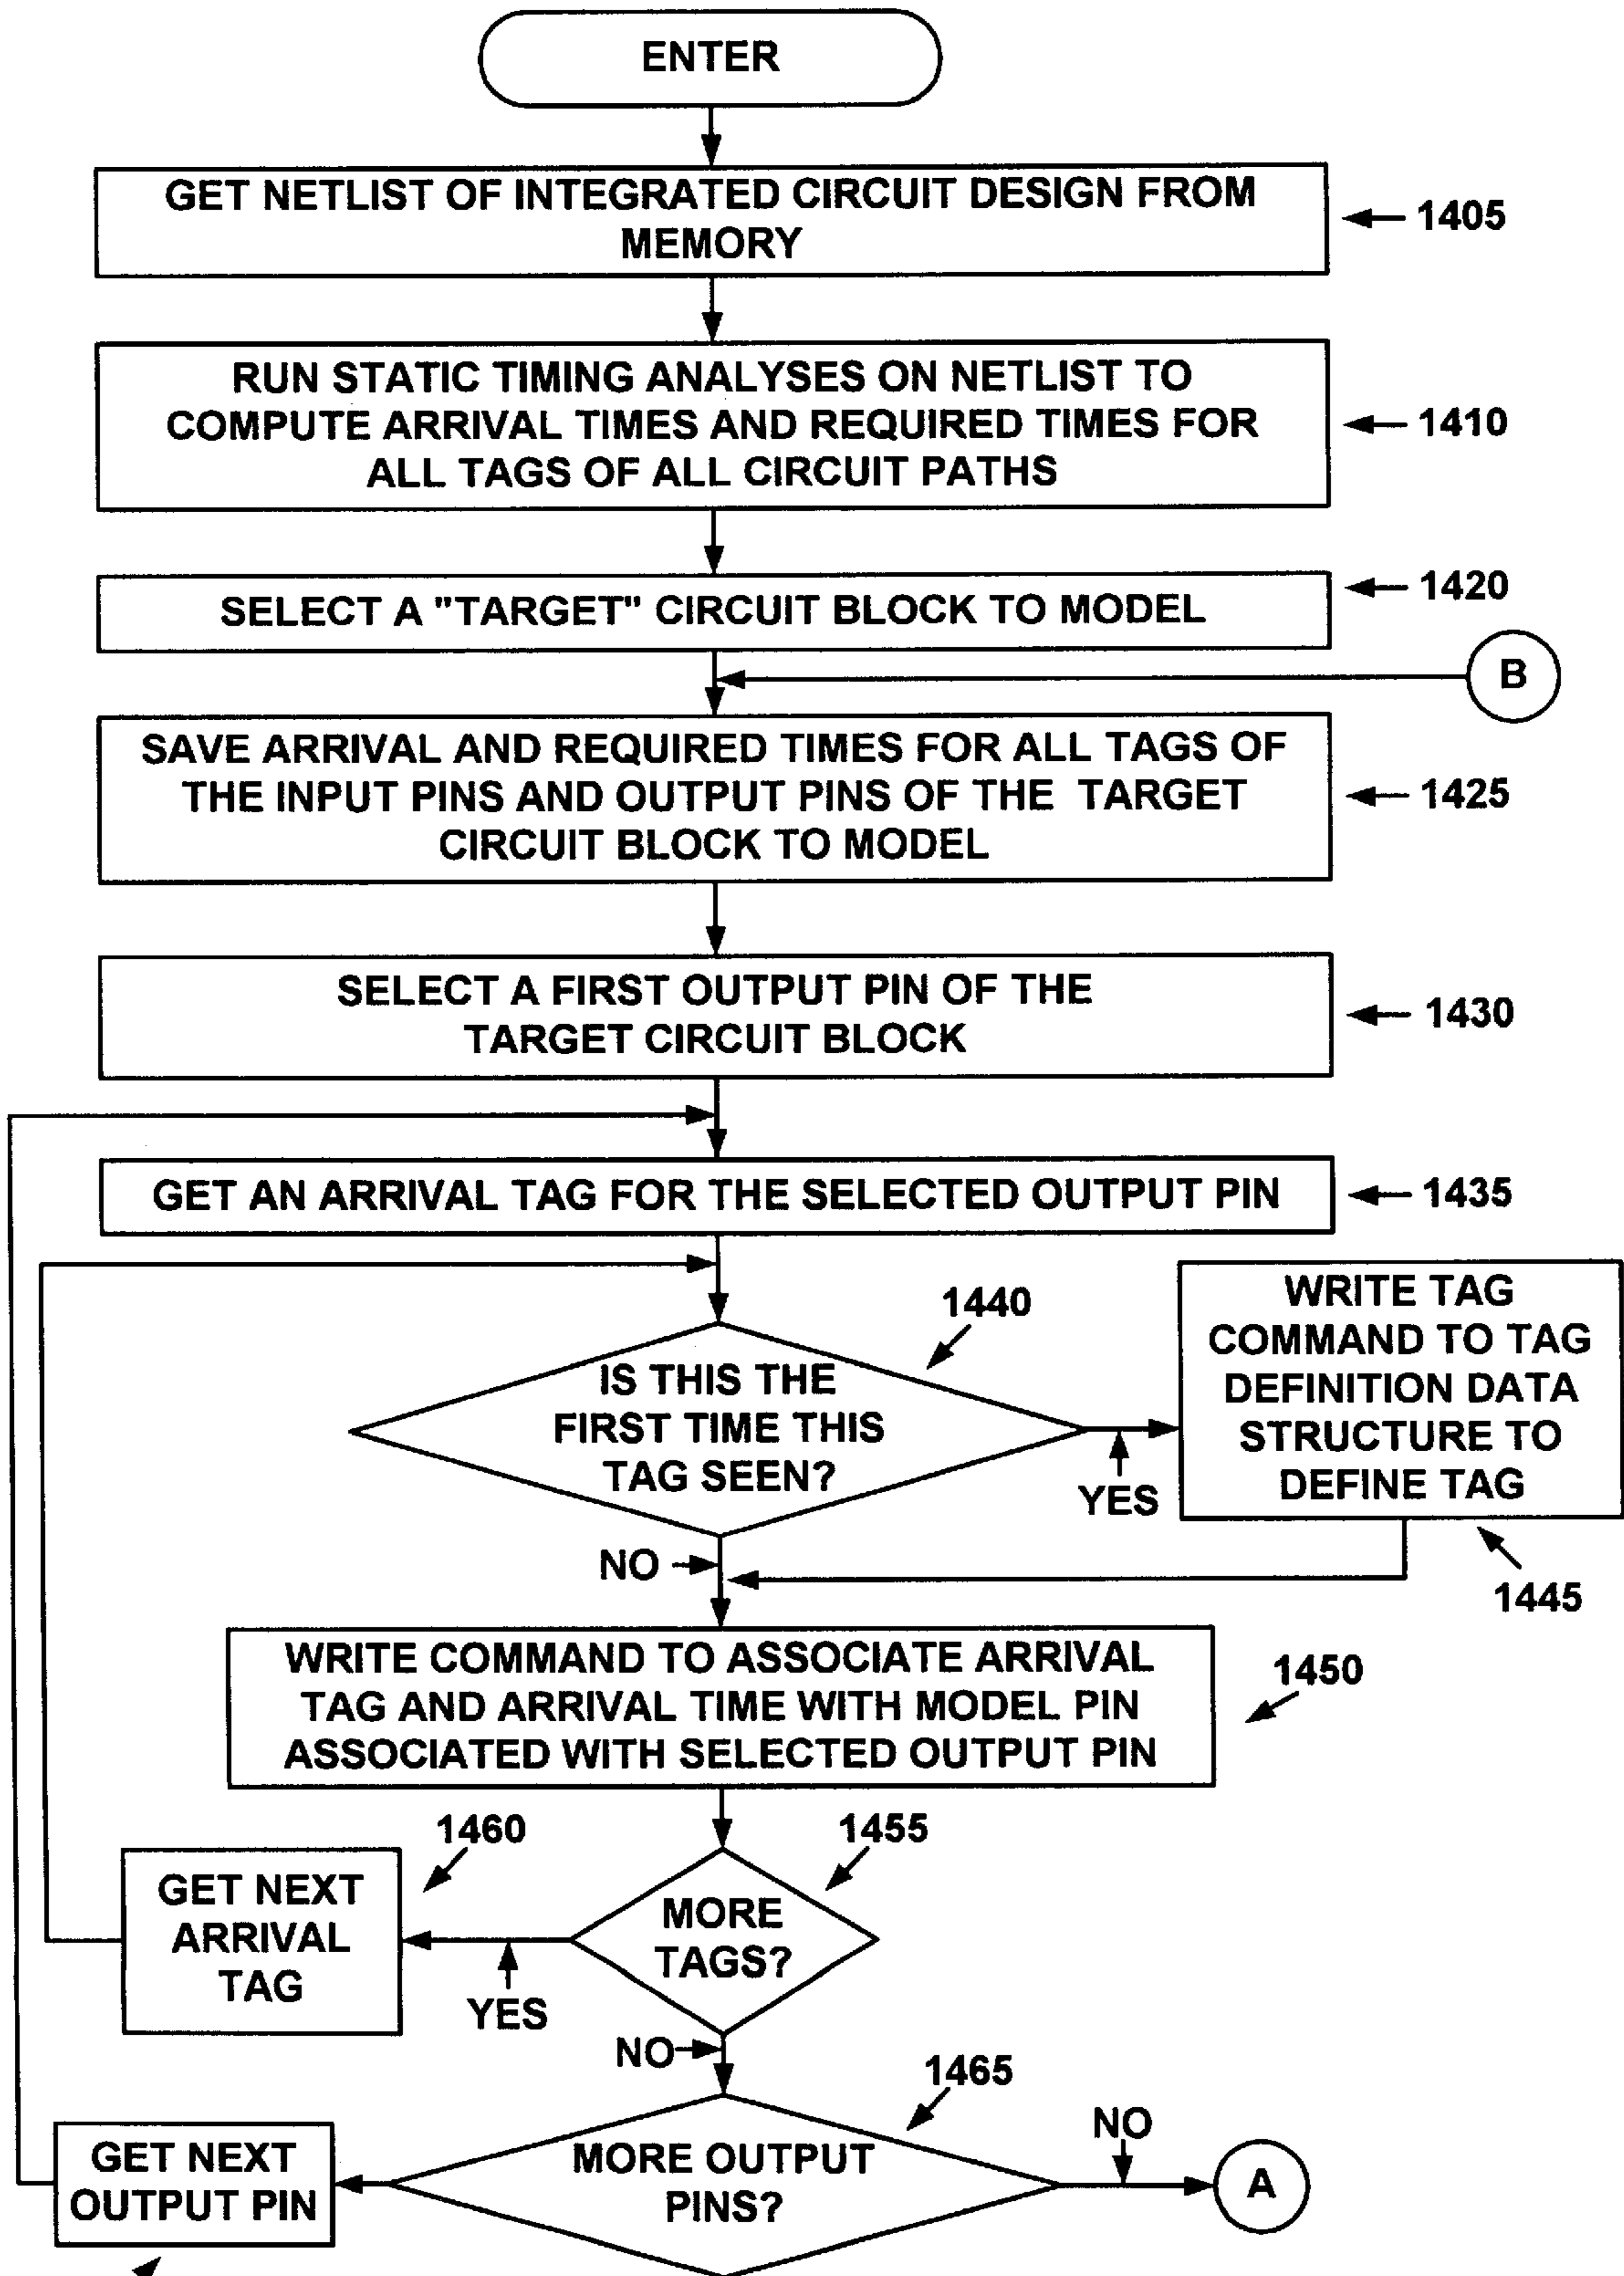 ENTER
GET NETLIST OF INTEGRATED CIRCUIT DESIGN FROM
MEMORY
1405
RUN STATIC TIMING ANALYSES ON NETLIST TO
COMPUTE ARRIVAL TIMES AND REQUIRED TIMES FOR
ALL TAGS OF ALL CIRCUIT PATHS
1410
SELECT A "TARGET" CIRCUIT BLOCK TO MODEL
1420
B
SAVE ARRIVAL AND REQUIRED TIMES FOR ALL TAGS OF
THE INPUT PINS AND OUTPUT PINS OF THE TARGET
CIRCUIT BLOCK TO MODEL
1425
SELECT A FIRST OUTPUT PIN OF THE
TARGET CIRCUIT BLOCK
1430
GET AN ARRIVAL TAG FOR THE SELECTED OUTPUT PIN
1435
1440
IS THIS THE
FIRST TIME THIS
TAG SEEN?
YES
WRITE TAG
COMMAND TO TAG
DEFINITION DATA
STRUCTURE TO
DEFINE TAG
1445
NO
WRITE COMMAND TO ASSOCIATE ARRIVAL
TAG AND ARRIVAL TIME WITH MODEL PIN
ASSOCIATED WITH SELECTED OUTPUT PIN
1450
1455
MORE
TAGS?
YES
1460
GET NEXT
ARRIVAL
TAG
NO
1465
MORE OUTPUT
PINS?
NO
A
GET NEXT
OUTPUT PIN